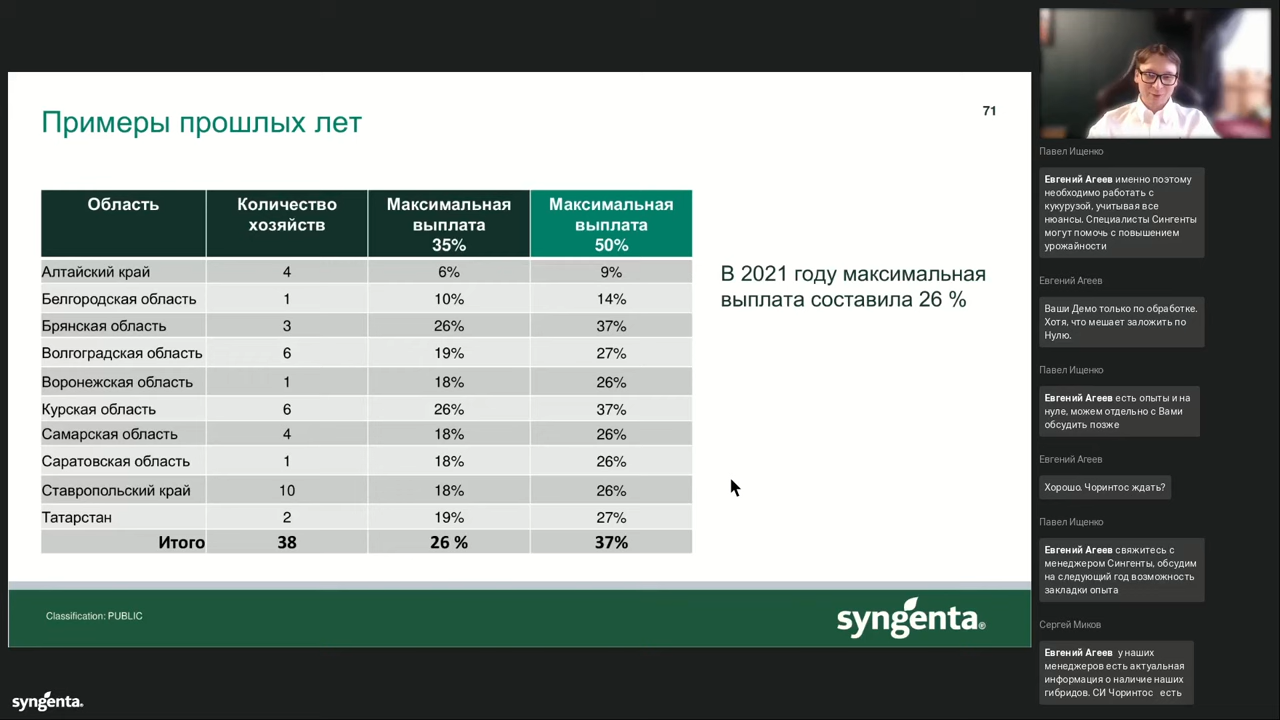 71
Примеры прошлых лет
Область Количество хозяйств Максимальная выплата 35% Максимальная выплата 50%
Алтайский край 4 6% 9%
Белгородская область 1 10% 14%
Брянская область 3 26% 37%
Волгоградская область 6 19% 27%
Воронежская область 1 18% 26%
Курская область 6 26% 37%
Самарская область 4 18% 26%
Саратовская область 1 18% 26%
Ставропольский край 10 18% 26%
Татарстан 2 19% 27%
Итого 38 26 % 37%
В 2021 году максимальная
выплата составила 26 %
Classification: PUBLIC
syngenta®
syngenta.
Павел Ищенко
Евгений Агеев именно поэтому
необходимо работать с
кукурузой, учитывая все
нюансы. Специалисты Сингенты
могут помочь с повышением
урожайности
Евгений Агеев
Ваши Демо только по обработке.
Хотя, что мешает заложить по
Нулю.
Павел Ищенко
Евгений Агеев есть опыты и на
нуле, можем отдельно с Вами
обсудить позже
Евгений Агеев
Хорошо. Чоринтос ждать?
Павел Ищенко
Евгений Агеев свяжитесь с
менеджером Сингенты, обсудим
на следующий год возможность
закладки опыта
Сергей Миков
Евгений Агеев у наших
менеджеров есть актуальная
информация о наличие наших
гибридов. СИ Чоринтос есть